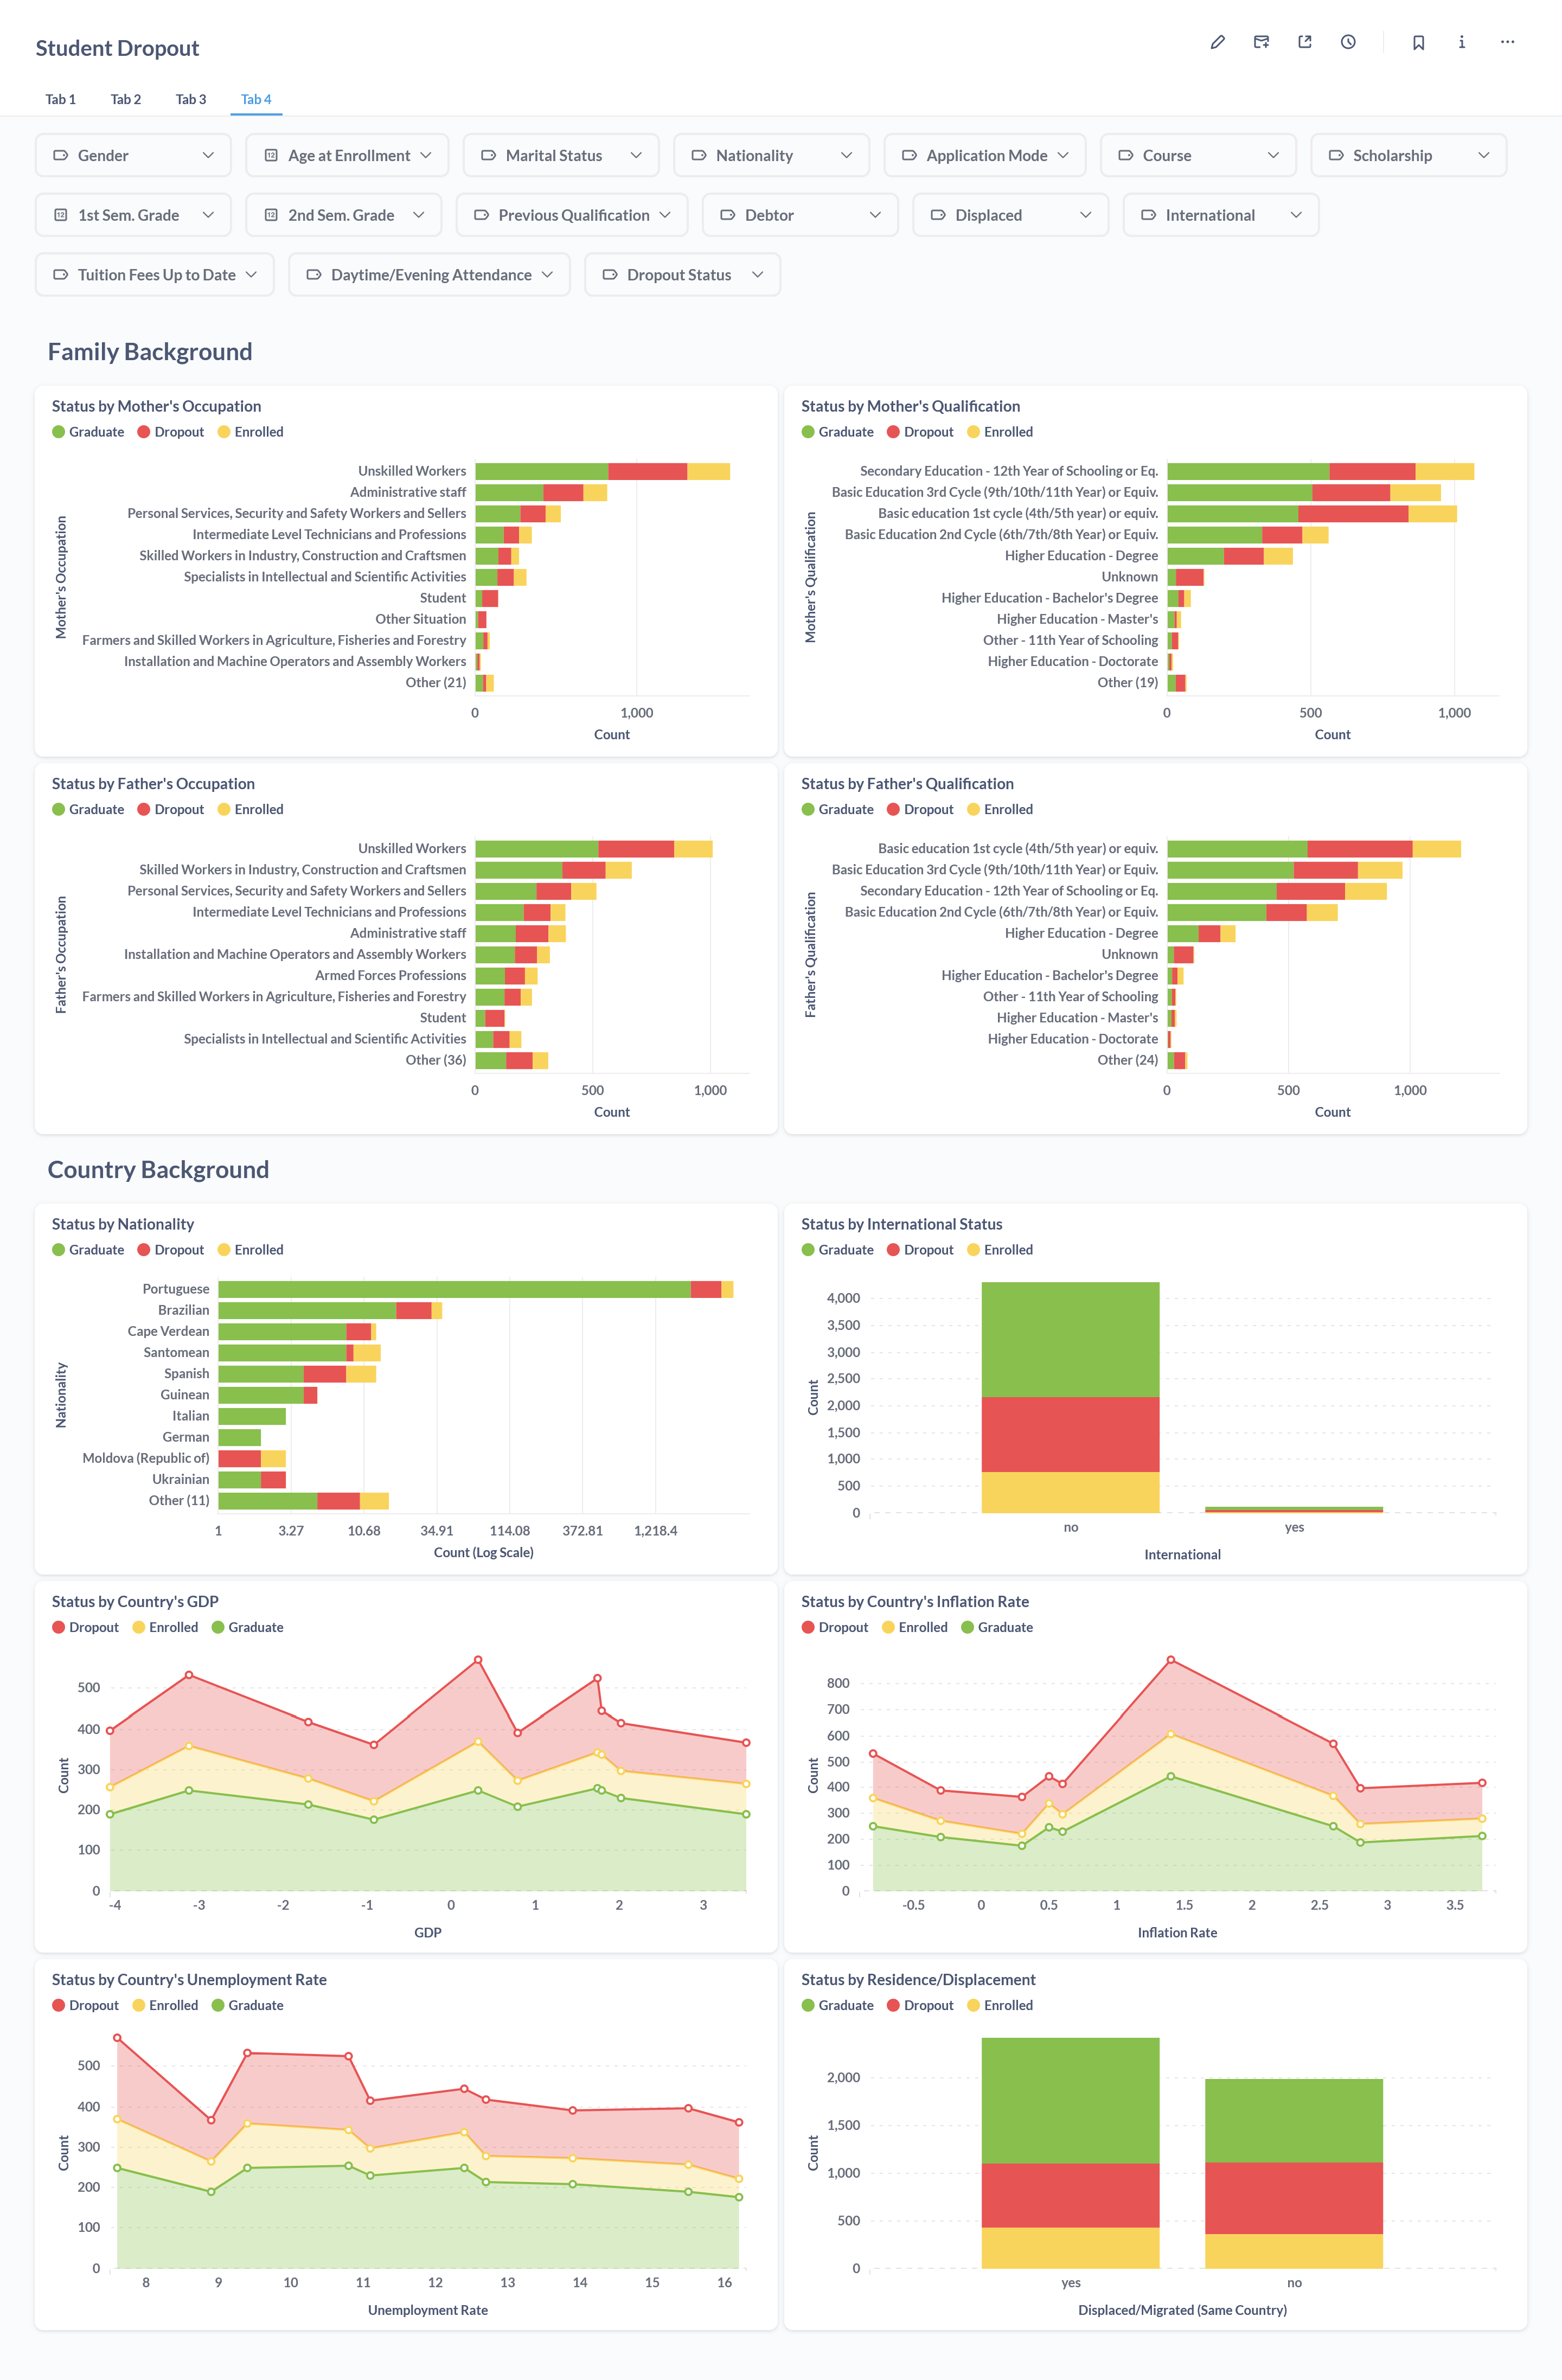 Student Dropout
Tab 1 Tab 2 Tab 3 Tab 4
Gender Age at Enrollment Marital Status Nationality Application Mode Course Scholarship
1st Sem. Grade 2nd Sem. Grade Previous Qualification Debtor Displaced International
Tuition Fees Up to Date Daytime/Evening Attendance Dropout Status
Family Background
Status by Mother's Occupation
Graduate Dropout Enrolled
Mother's Occupation
Unskilled Workers
Administrative staff
Personal Services, Security and Safety Workers and Sellers
Intermediate Level Technicians and Professions
Skilled Workers in Industry, Construction and Craftsmen
Specialists in Intellectual and Scientific Activities
Student
Other Situation
Farmers and Skilled Workers in Agriculture, Fisheries and Forestry
Installation and Machine Operators and Assembly Workers
Other (21)
0 1,000
Count
Status by Mother's Qualification
Graduate Dropout Enrolled
Mother's Qualification
Secondary Education - 12th Year of Schooling or Eq.
Basic Education 3rd Cycle (9th/10th/11th Year) or Equiv.
Basic education 1st cycle (4th/5th year) or equiv.
Basic Education 2nd Cycle (6th/7th/8th Year) or Equiv.
Higher Education - Degree
Unknown
Higher Education - Bachelor's Degree
Higher Education - Master's
Other - 11th Year of Schooling
Higher Education - Doctorate
Other (19)
0 500 1,000
Count
Status by Father's Occupation
Graduate Dropout Enrolled
Father's Occupation
Unskilled Workers
Skilled Workers in Industry, Construction and Craftsmen
Personal Services, Security and Safety Workers and Sellers
Intermediate Level Technicians and Professions
Administrative staff
Installation and Machine Operators and Assembly Workers
Armed Forces Professions
Farmers and Skilled Workers in Agriculture, Fisheries and Forestry
Student
Specialists in Intellectual and Scientific Activities
Other (36)
0 500 1,000
Count
Status by Father's Qualification
Graduate Dropout Enrolled
Father's Qualification
Basic education 1st cycle (4th/5th year) or equiv.
Basic Education 3rd Cycle (9th/10th/11th Year) or Equiv.
Secondary Education - 12th Year of Schooling or Eq.
Basic Education 2nd Cycle (6th/7th/8th Year) or Equiv.
Higher Education - Degree
Unknown
Higher Education - Bachelor's Degree
Other - 11th Year of Schooling
Higher Education - Master's
Higher Education - Doctorate
Other (24)
0 500 1,000
Count
Country Background
Status by Nationality
Graduate Dropout Enrolled
Nationality
Portuguese
Brazilian
Cape Verdean
Santomean
Spanish
Guinean
Italian
German
Moldova (Republic of)
Ukrainian
Other (11)
1 3.27 10.68 34.91 114.08 372.81 1,218.4
Count (Log Scale)
Status by International Status
Graduate Dropout Enrolled
Count
4,000
3,500
3,000
2,500
2,000
1,500
1,000
500
0
no yes
International
Status by Country's GDP
Dropout Enrolled Graduate
Count
500
400
300
200
100
0
-4 -3 -2 -1 0 1 2 3
GDP
Status by Country's Inflation Rate
Dropout Enrolled Graduate
Count
800
700
600
500
400
300
200
100
0
-0.5 0 0.5 1 1.5 2 2.5 3 3.5
Inflation Rate
Status by Country's Unemployment Rate
Dropout Enrolled Graduate
Count
500
400
300
200
100
0
8 9 10 11 12 13 14 15 16
Unemployment Rate
Status by Residence/Displacement
Graduate Dropout Enrolled
Count
2,000
1,500
1,000
500
0
yes no
Displaced/Migrated (Same Country)